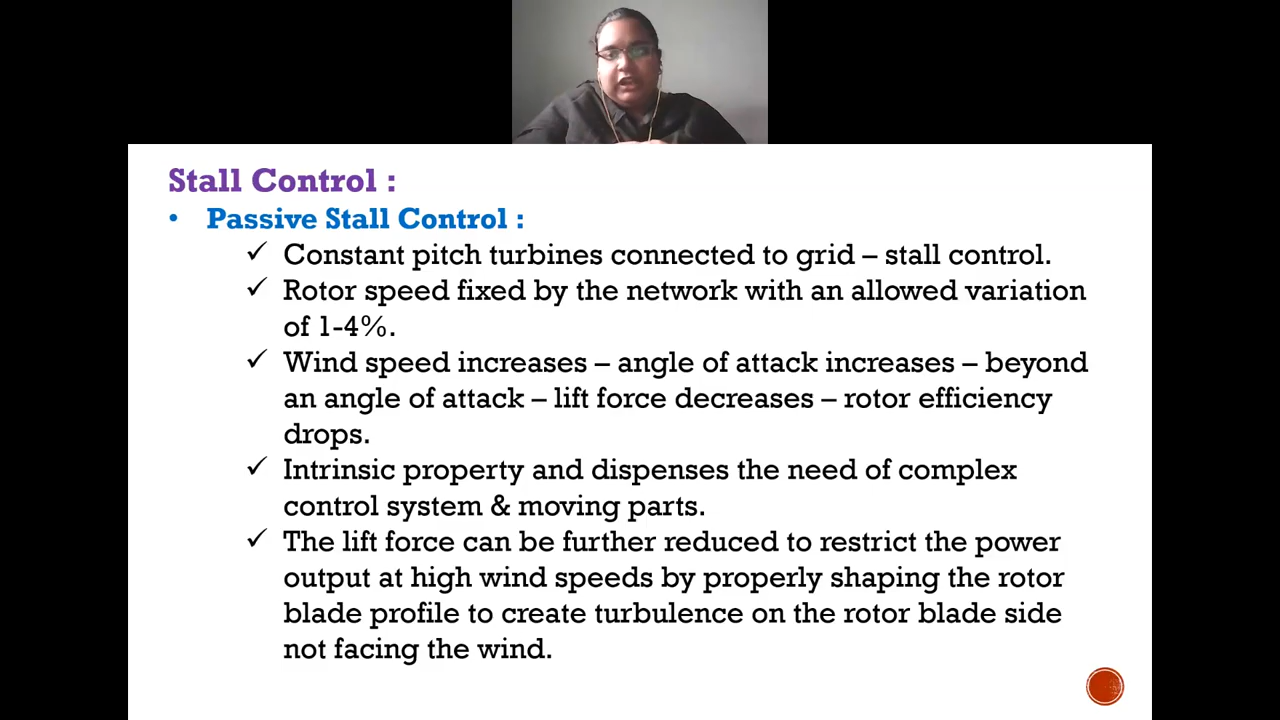 Stall Control :
• Passive Stall Control :
✓ Constant pitch turbines connected to grid – stall control.
✓ Rotor speed fixed by the network with an allowed variation
of 1-4%.
✓ Wind speed increases – angle of attack increases – beyond
an angle of attack – lift force decreases – rotor efficiency
drops.
✓ Intrinsic property and dispenses the need of complex
control system & moving parts.
✓ The lift force can be further reduced to restrict the power
output at high wind speeds by properly shaping the rotor
blade profile to create turbulence on the rotor blade side
not facing the wind.